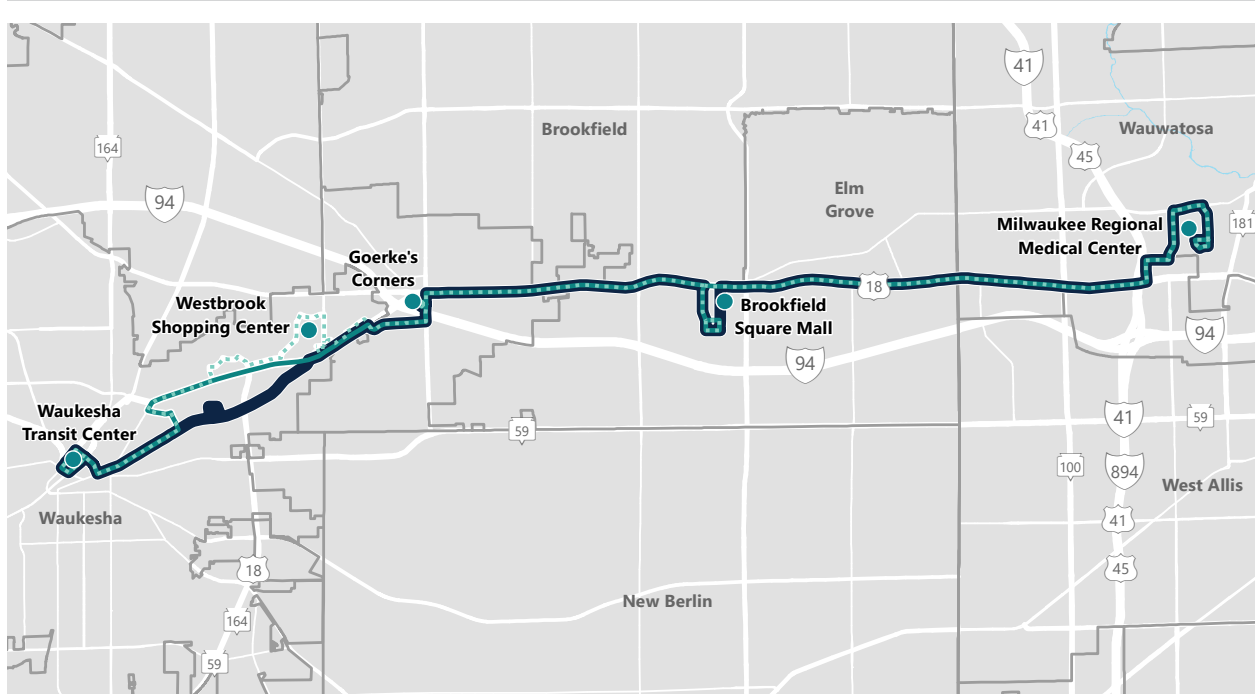 41
41
Brookfield
Wauwatosa
164
45
94
Elm
Grove
Milwaukee Regional
Medical Center
181
Goerke's
Corners
18
Westbrook
Shopping Center
Brookfield
Square Mall
94
94
Waukesha
Transit Center
59
41
59
100
894
West Allis
Waukesha
41
18
45
New Berlin
164
59